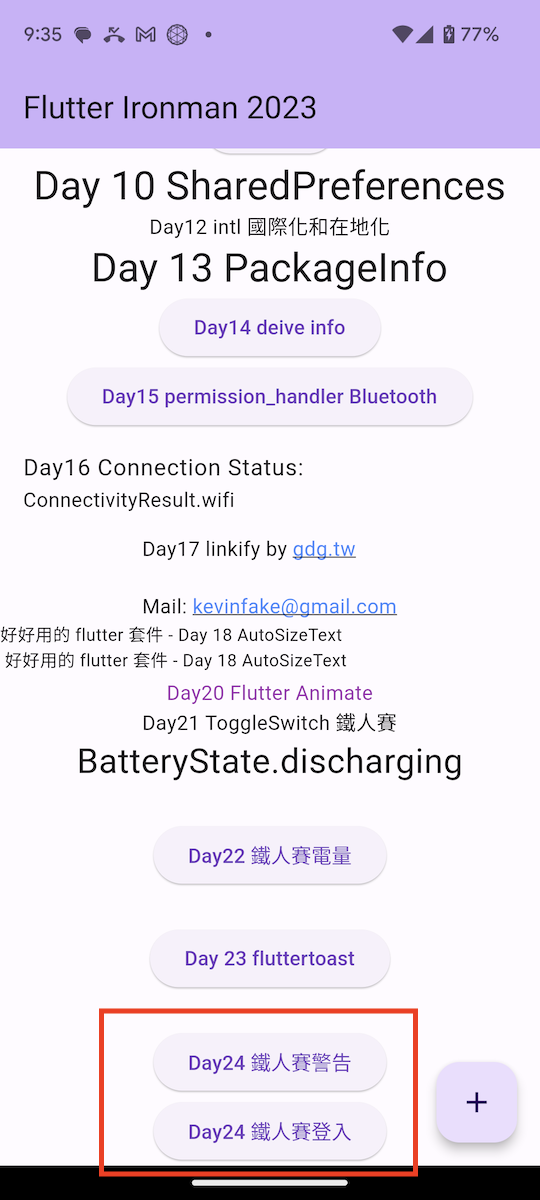 9:35
77%
Flutter Ironman 2023
Day 10 SharedPreferences
Day12 intl 國際化和在地化
Day 13 PackageInfo
Day14 deive info
Day15 permission_handler Bluetooth
Day16 Connection Status:
ConnectivityResult.wifi
Day17 linkify by gdg.tw
Mail: kevinfake@gmail.com
好好用的 flutter 套件 - Day 18 AutoSizeText
好好用的 flutter 套件 - Day 18 AutoSizeText
Day20 Flutter Animate
Day21 ToggleSwitch 鐵人賽
BatteryState.discharging
Day22 鐵人賽電量
Day 23 fluttertoast
Day24 鐵人賽警告
Day24 鐵人賽登入